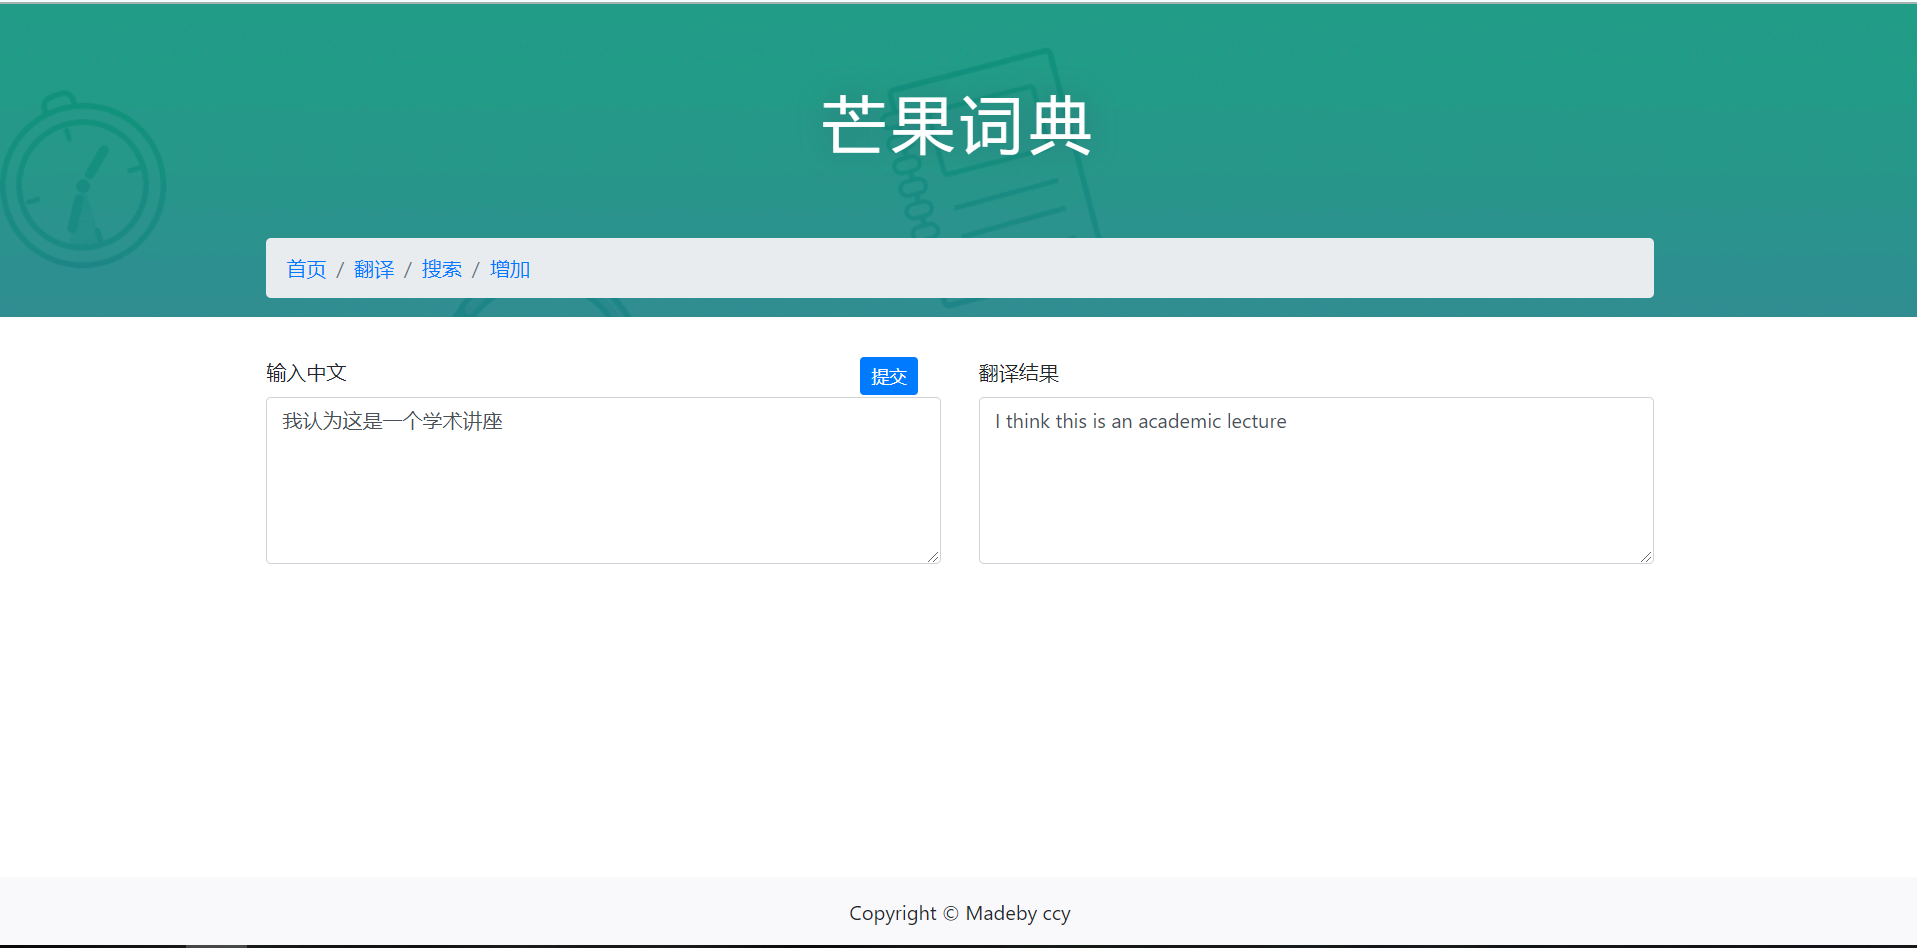 芒果词典
首页 / 翻译 / 搜索 / 增加
输入中文
提交
我认为这是一个学术讲座
翻译结果
I think this is an academic lecture
Copyright © Madeby ccy